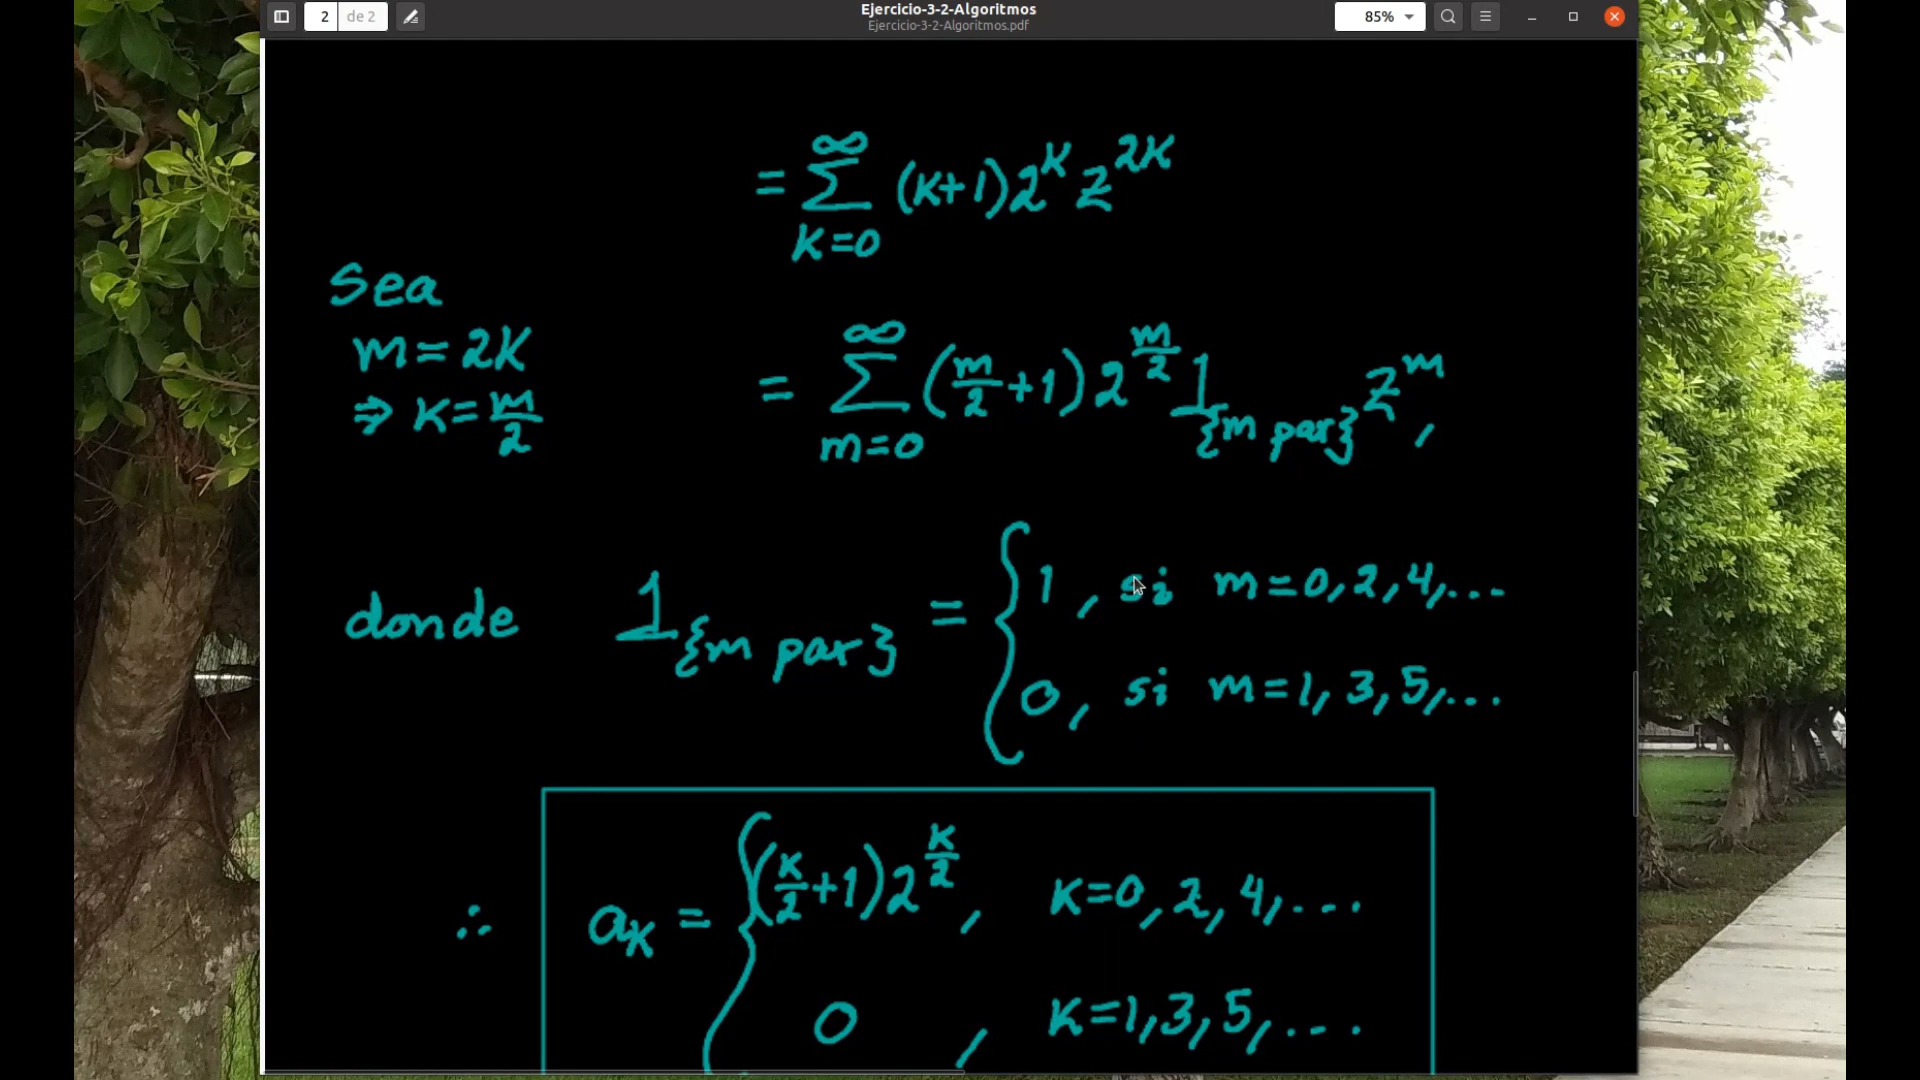 2 de 2 Ejercicio-3-2-Algoritmos 85%
Ejercicio-3-2-Algoritmos.pdf
= ∑_{K=0}^{∞} (K+1) 2^K z^{2K}
Sea
m = 2K
⇒ K = m/2
= ∑_{m=0}^{∞} (m/2 + 1) 2^{m/2} 1_{{m par}} z^m,
donde 1_{{m par}} = { 1, si m = 0, 2, 4, ...
0, si m = 1, 3, 5, ...
∴ a_K = { (K/2 + 1) 2^{K/2}, K = 0, 2, 4, ...
0, K = 1, 3, 5, ...